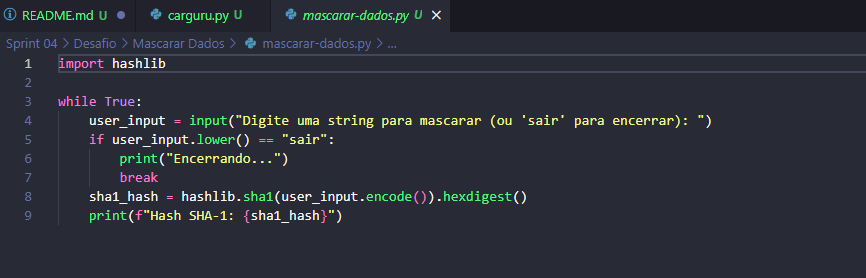 README.md U ● carguru.py U mascarar-dados.py U ×
Sprint 04 > Desafio > Mascarar Dados > mascarar-dados.py > ...
1 import hashlib
2
3 while True:
4     user_input = input("Digite uma string para mascarar (ou 'sair' para encerrar): ")
5     if user_input.lower() == "sair":
6         print("Encerrando...")
7         break
8     sha1_hash = hashlib.sha1(user_input.encode()).hexdigest()
9     print(f"Hash SHA-1: {sha1_hash}")